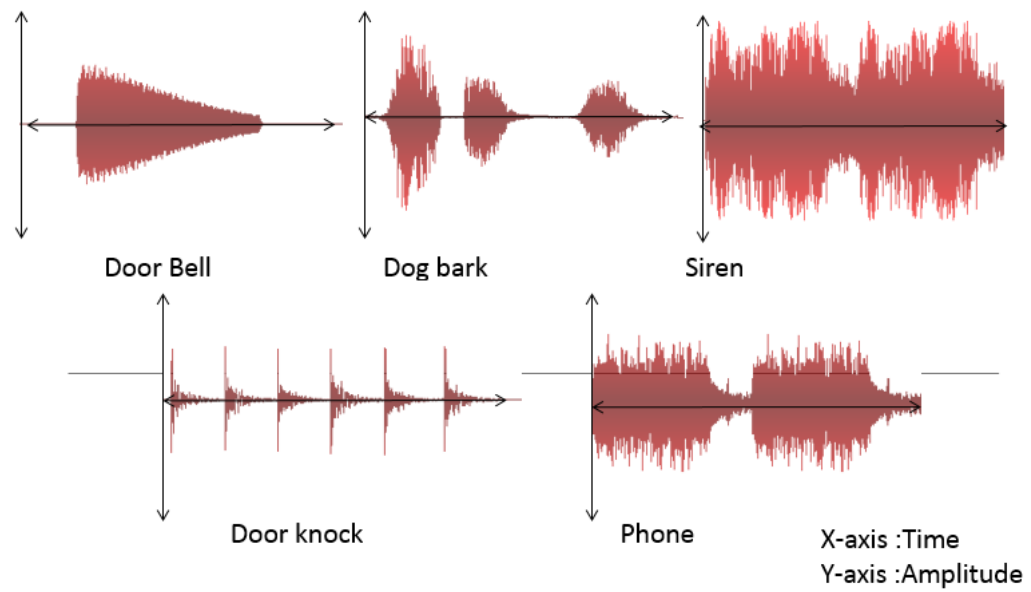 Door Bell
Dog bark
Siren
Door knock
Phone
X-axis :Time
Y-axis :Amplitude